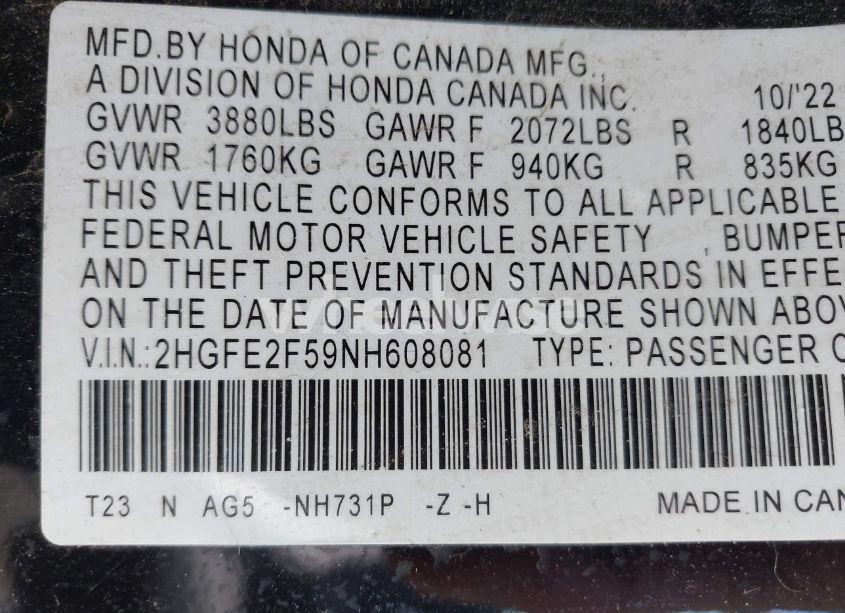 MFD.BY HONDA OF CANADA MFG.,
A DIVISION OF HONDA CANADA INC. 10/'22
GVWR 3880LBS GAWR F 2072LBS R 1840LB
GVWR 1760KG GAWR F 940KG R 835KG
THIS VEHICLE CONFORMS TO ALL APPLICABLE
FEDERAL MOTOR VEHICLE SAFETY , BUMPER
AND THEFT PREVENTION STANDARDS IN EFFE
ON THE DATE OF MANUFACTURE SHOWN ABOV
V.I.N.: 2HGFE2F59NH608081 TYPE: PASSENGER C
T23 N AG5 -NH731P -Z -H MADE IN CAN